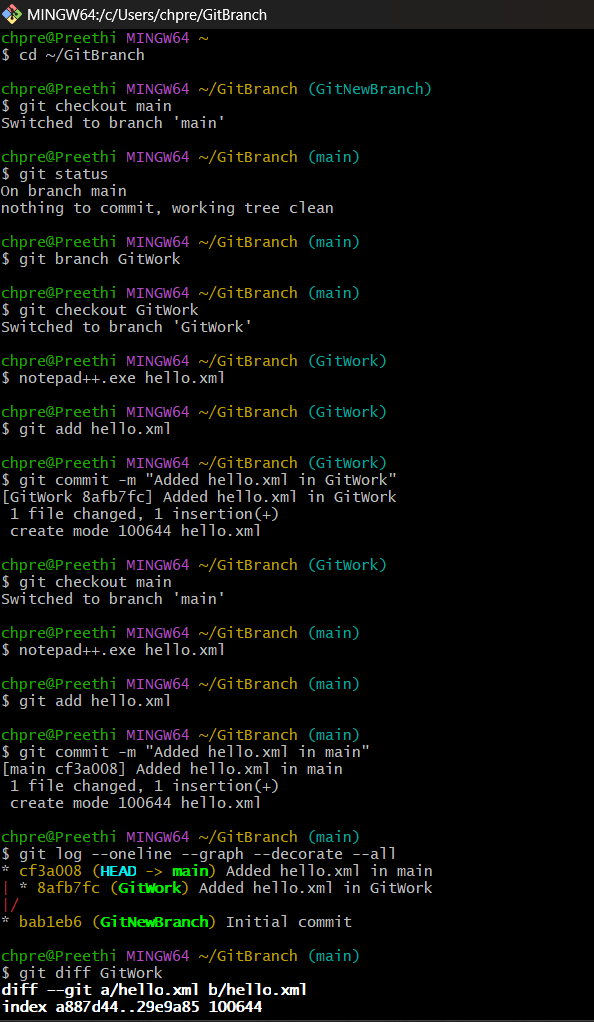 MINGW64:/c/Users/chpre/GitBranch
chpre@Preethi MINGW64 ~
$ cd ~/GitBranch
chpre@Preethi MINGW64 ~/GitBranch (GitNewBranch)
$ git checkout main
Switched to branch 'main'
chpre@Preethi MINGW64 ~/GitBranch (main)
$ git status
On branch main
nothing to commit, working tree clean
chpre@Preethi MINGW64 ~/GitBranch (main)
$ git branch GitWork
chpre@Preethi MINGW64 ~/GitBranch (main)
$ git checkout GitWork
Switched to branch 'GitWork'
chpre@Preethi MINGW64 ~/GitBranch (GitWork)
$ notepad++.exe hello.xml
chpre@Preethi MINGW64 ~/GitBranch (GitWork)
$ git add hello.xml
chpre@Preethi MINGW64 ~/GitBranch (GitWork)
$ git commit -m "Added hello.xml in GitWork"
[GitWork 8afb7fc] Added hello.xml in GitWork
 1 file changed, 1 insertion(+)
 create mode 100644 hello.xml
chpre@Preethi MINGW64 ~/GitBranch (GitWork)
$ git checkout main
Switched to branch 'main'
chpre@Preethi MINGW64 ~/GitBranch (main)
$ notepad++.exe hello.xml
chpre@Preethi MINGW64 ~/GitBranch (main)
$ git add hello.xml
chpre@Preethi MINGW64 ~/GitBranch (main)
$ git commit -m "Added hello.xml in main"
[main cf3a008] Added hello.xml in main
 1 file changed, 1 insertion(+)
 create mode 100644 hello.xml
chpre@Preethi MINGW64 ~/GitBranch (main)
$ git log --oneline --graph --decorate --all
* cf3a008 (HEAD -> main) Added hello.xml in main
| * 8afb7fc (GitWork) Added hello.xml in GitWork
|/
* bab1eb6 (GitNewBranch) Initial commit
chpre@Preethi MINGW64 ~/GitBranch (main)
$ git diff GitWork
diff --git a/hello.xml b/hello.xml
index a887d44..29e9a85 100644